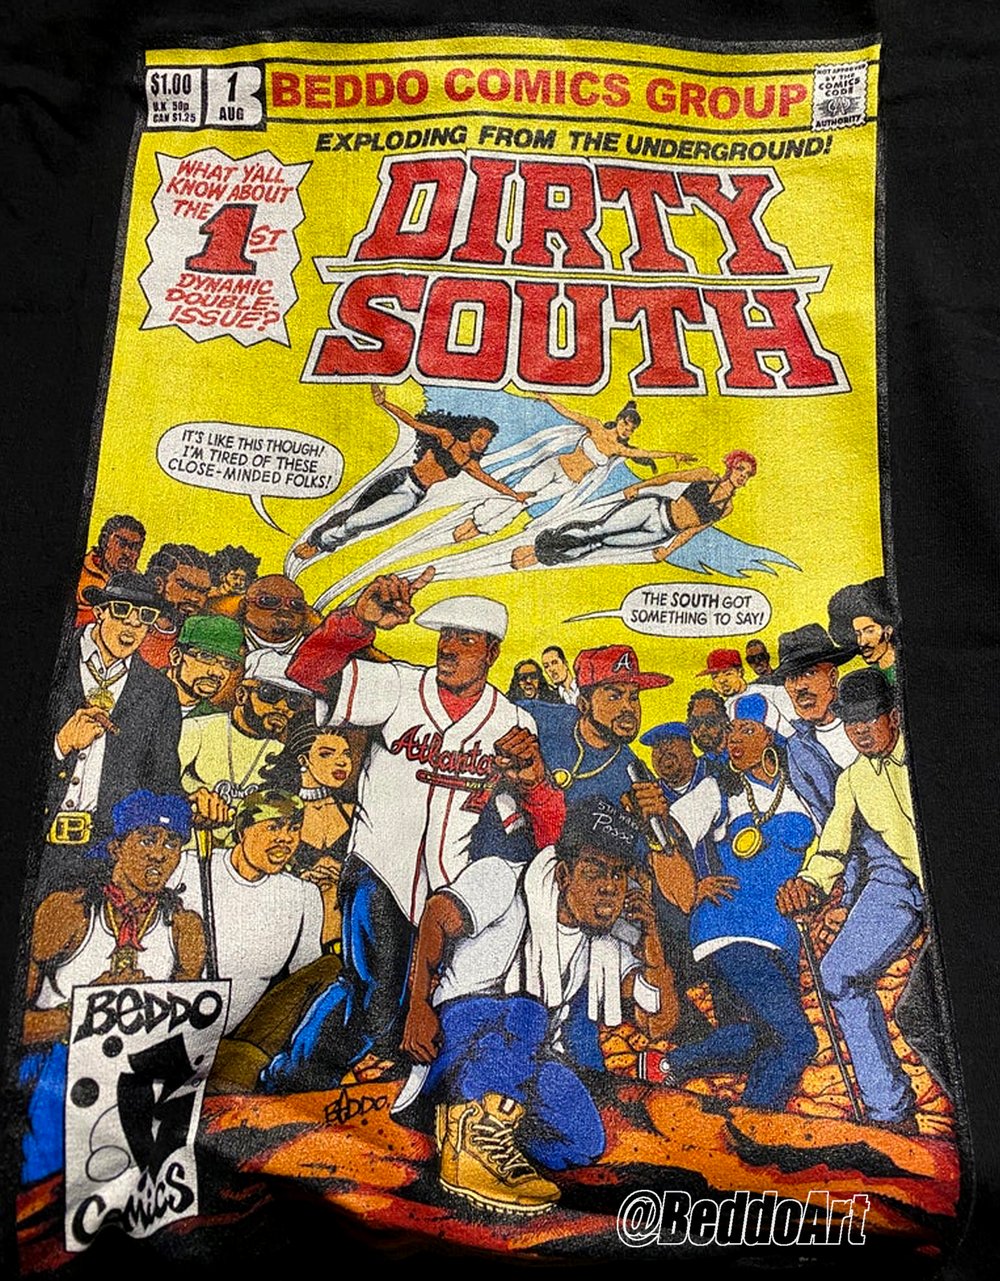 $1.00
U.K 50p
CAN $1.25
1
AUG
BEDDO COMICS GROUP
NOT APPROVED
BY THE
COMICS
CODE
CA
AUTHORITY
EXPLODING FROM THE UNDERGROUND!
WHAT Y'ALL
KNOW ABOUT
THE
1ST
DYNAMIC
DOUBLE-
ISSUE?
DIRTY
SOUTH
IT'S LIKE THIS THOUGH!
I'M TIRED OF THESE
CLOSE-MINDED FOLKS!
THE SOUTH GOT
SOMETHING TO SAY!
A
Atlanta
Posse
B
BEDDO
B
COMICS
BEDDO
@BeddoArt